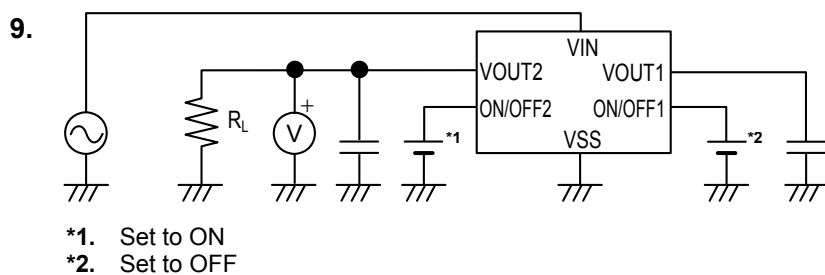 9.
VIN
VOUT2 VOUT1
ON/OFF2 ON/OFF1
VSS
RL
+
V
*1
*2
*1. Set to ON
*2. Set to OFF